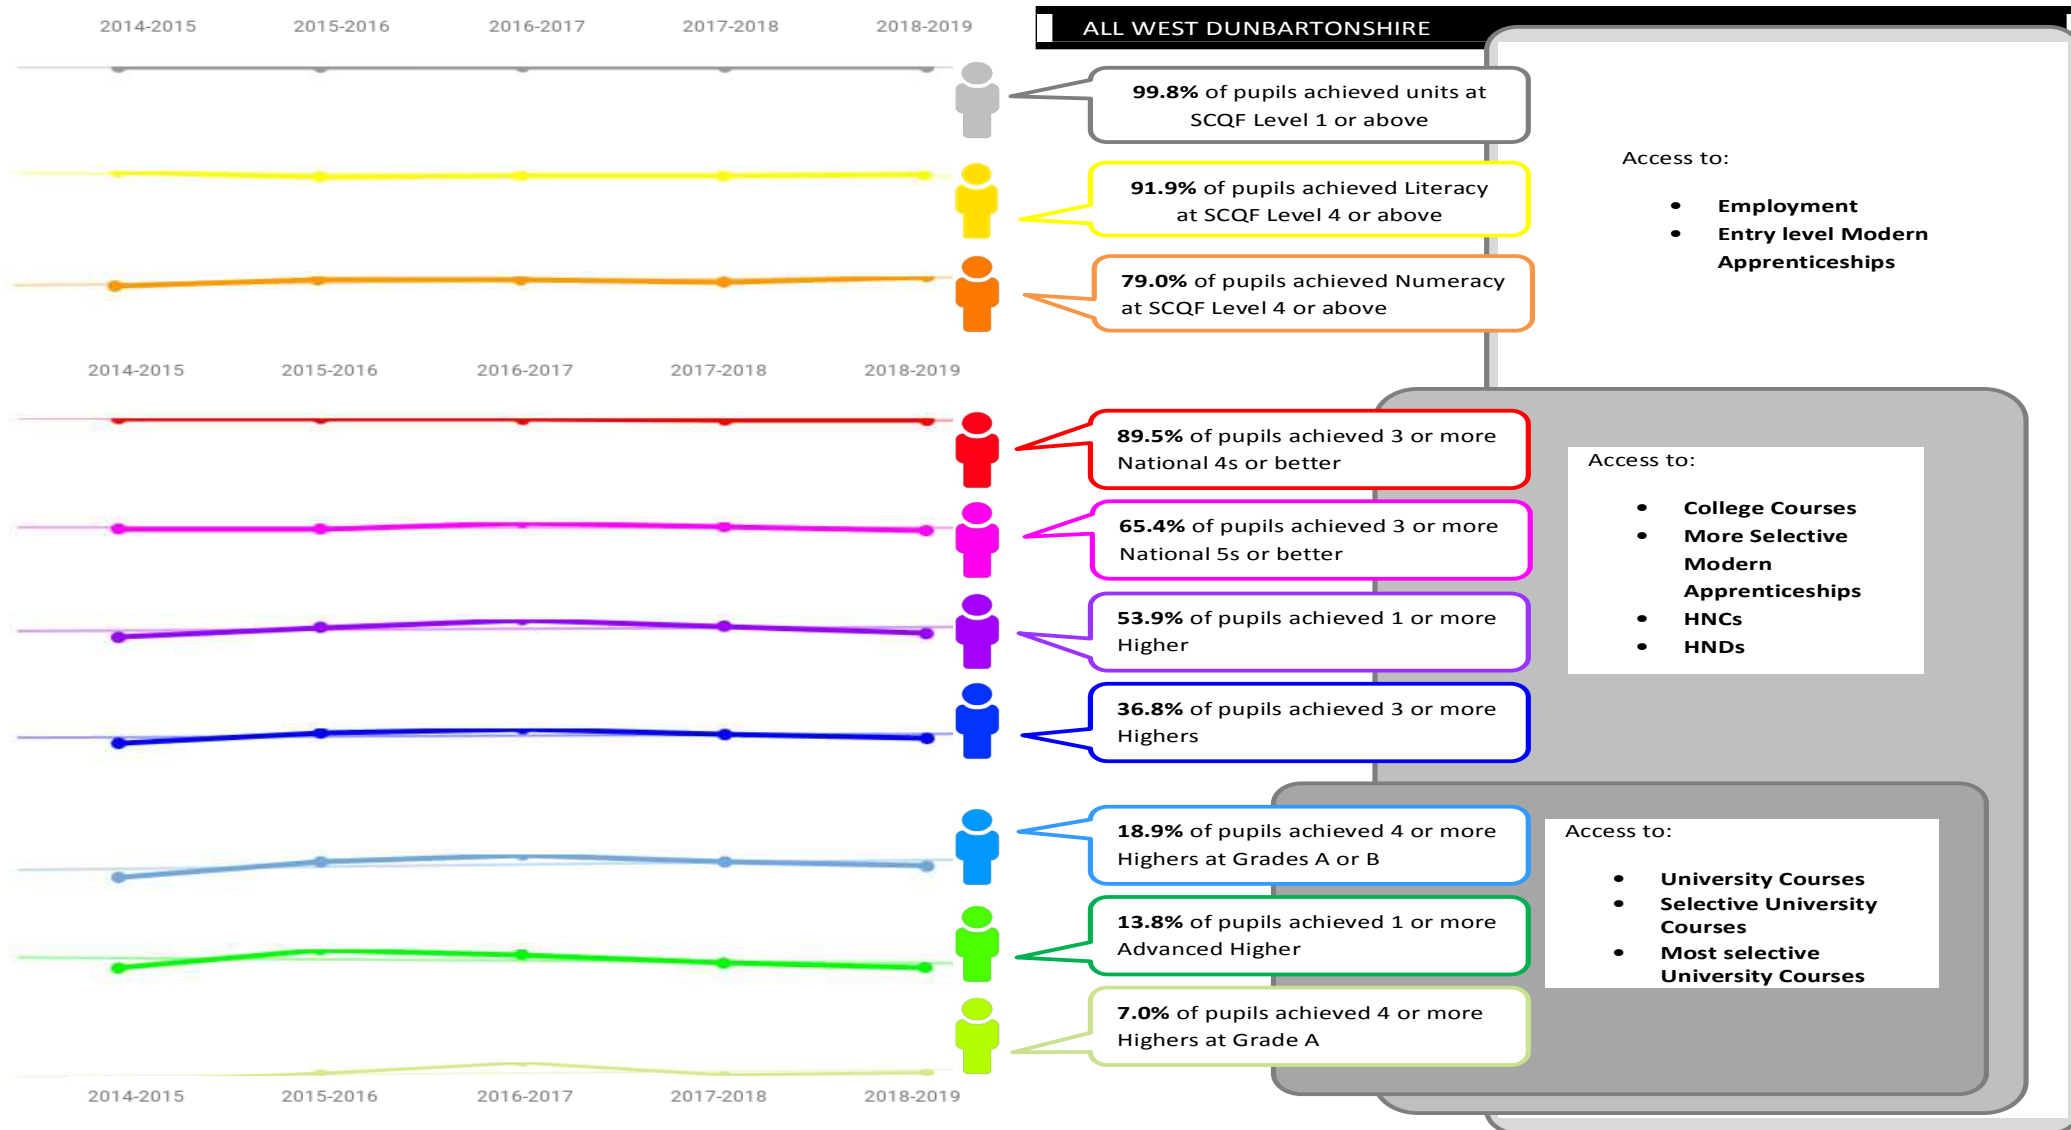 2014-2015 2015-2016 2016-2017 2017-2018 2018-2019
ALL WEST DUNBARTONSHIRE
99.8% of pupils achieved units at
SCQF Level 1 or above
91.9% of pupils achieved Literacy
at SCQF Level 4 or above
79.0% of pupils achieved Numeracy
at SCQF Level 4 or above
Access to:
• Employment
• Entry level Modern
Apprenticeships
2014-2015 2015-2016 2016-2017 2017-2018 2018-2019
89.5% of pupils achieved 3 or more
National 4s or better
65.4% of pupils achieved 3 or more
National 5s or better
53.9% of pupils achieved 1 or more
Higher
36.8% of pupils achieved 3 or more
Highers
Access to:
• College Courses
• More Selective
Modern
Apprenticeships
• HNCs
• HNDs
18.9% of pupils achieved 4 or more
Highers at Grades A or B
13.8% of pupils achieved 1 or more
Advanced Higher
7.0% of pupils achieved 4 or more
Highers at Grade A
Access to:
• University Courses
• Selective University
Courses
• Most selective
University Courses
2014-2015 2015-2016 2016-2017 2017-2018 2018-2019